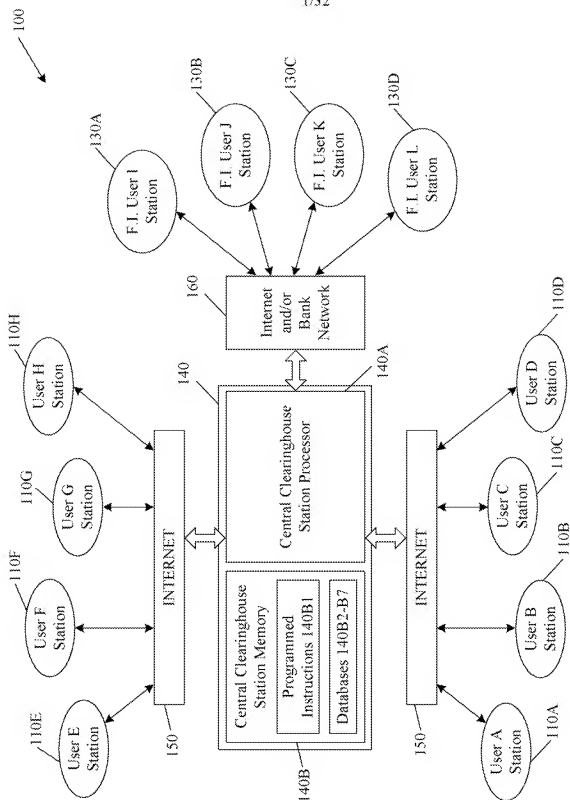 1/32
100
110E
User E
Station
110F
User F
Station
110G
User G
Station
110H
User H
Station
150
INTERNET
140
160
130A
F.I. User I
Station
130B
F.I. User J
Station
130C
F.I. User K
Station
130D
F.I. User L
Station
140B
Central Clearinghouse
Station Memory
Programmed
Instructions 140B1
Databases 140B2-B7
Central Clearinghouse
Station Processor
140A
Internet
and/or
Bank
Network
150
INTERNET
User A
Station
110A
User B
Station
110B
User C
Station
110C
User D
Station
110D